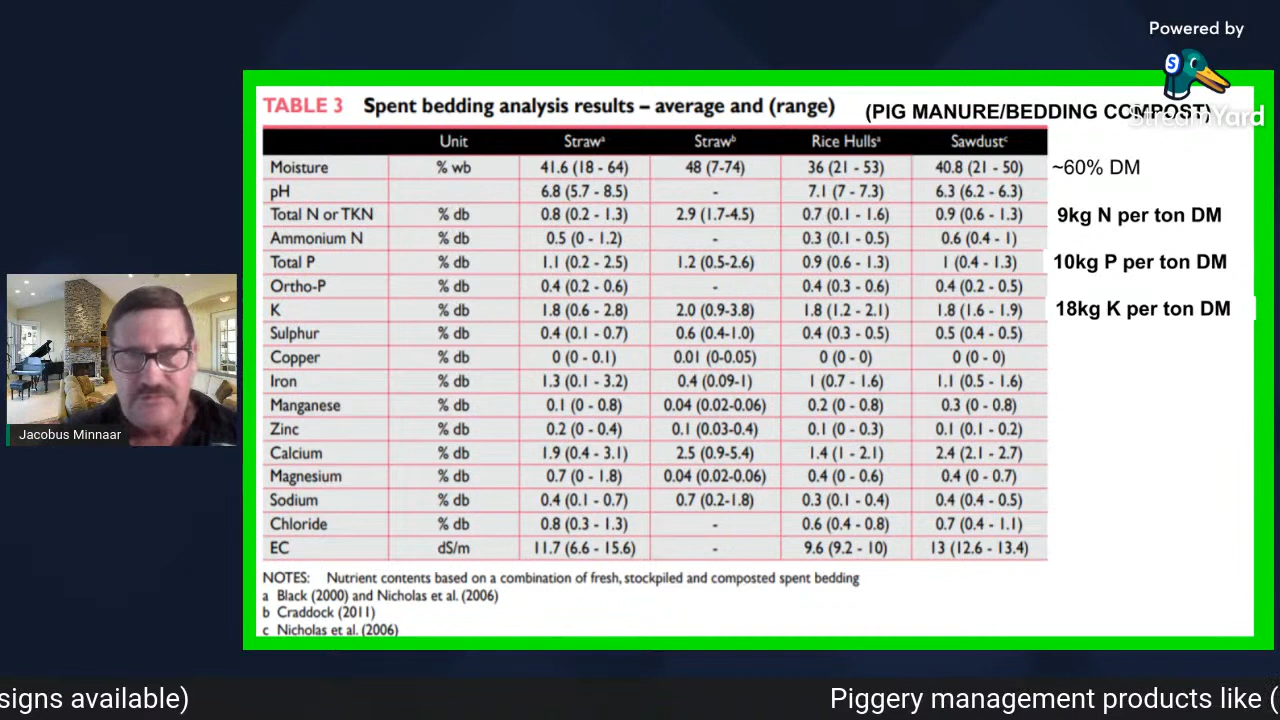 Powered by
S
StreamYard
TABLE 3 Spent bedding analysis results – average and (range) (PIG MANURE/BEDDING COMPOST)
Unit Strawᵃ Strawᵇ Rice Hullsᵃ Sawdustᶜ
Moisture % wb 41.6 (18 - 64) 48 (7-74) 36 (21 - 53) 40.8 (21 - 50) ~60% DM
pH 6.8 (5.7 - 8.5) - 7.1 (7 - 7.3) 6.3 (6.2 - 6.3)
Total N or TKN % db 0.8 (0.2 - 1.3) 2.9 (1.7-4.5) 0.7 (0.1 - 1.6) 0.9 (0.6 - 1.3) 9kg N per ton DM
Ammonium N % db 0.5 (0 - 1.2) - 0.3 (0.1 - 0.5) 0.6 (0.4 - 1)
Total P % db 1.1 (0.2 - 2.5) 1.2 (0.5-2.6) 0.9 (0.6 - 1.3) 1 (0.4 - 1.3) 10kg P per ton DM
Ortho-P % db 0.4 (0.2 - 0.6) - 0.4 (0.3 - 0.6) 0.4 (0.2 - 0.5)
K % db 1.8 (0.6 - 2.8) 2.0 (0.9-3.8) 1.8 (1.2 - 2.1) 1.8 (1.6 - 1.9) 18kg K per ton DM
Sulphur % db 0.4 (0.1 - 0.7) 0.6 (0.4-1.0) 0.4 (0.3 - 0.5) 0.5 (0.4 - 0.5)
Copper % db 0 (0 - 0.1) 0.01 (0-0.05) 0 (0 - 0) 0 (0 - 0)
Iron % db 1.3 (0.1 - 3.2) 0.4 (0.09-1) 1 (0.7 - 1.6) 1.1 (0.5 - 1.6)
Manganese % db 0.1 (0 - 0.8) 0.04 (0.02-0.06) 0.2 (0 - 0.8) 0.3 (0 - 0.8)
Zinc % db 0.2 (0 - 0.4) 0.1 (0.03-0.4) 0.1 (0 - 0.3) 0.1 (0.1 - 0.2)
Calcium % db 1.9 (0.4 - 3.1) 2.5 (0.9-5.4) 1.4 (1 - 2.1) 2.4 (2.1 - 2.7)
Magnesium % db 0.7 (0 - 1.8) 0.04 (0.02-0.06) 0.4 (0 - 0.6) 0.4 (0 - 0.7)
Sodium % db 0.4 (0.1 - 0.7) 0.7 (0.2-1.8) 0.3 (0.1 - 0.4) 0.4 (0.4 - 0.5)
Chloride % db 0.8 (0.3 - 1.3) - 0.6 (0.4 - 0.8) 0.7 (0.4 - 1.1)
EC dS/m 11.7 (6.6 - 15.6) - 9.6 (9.2 - 10) 13 (12.6 - 13.4)
NOTES: Nutrient contents based on a combination of fresh, stockpiled and composted spent bedding
a Black (2000) and Nicholas et al. (2006)
b Craddock (2011)
c Nicholas et al. (2006)
Jacobus Minnaar
signs available) Piggery management products like (